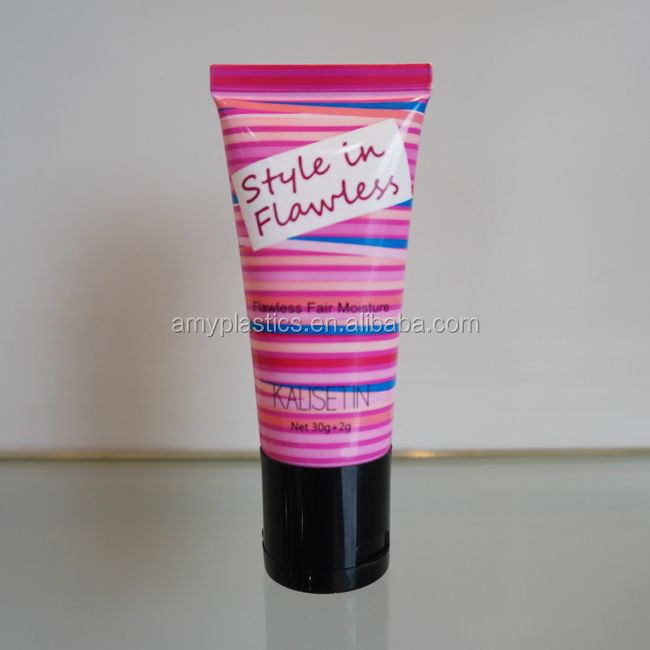 Style in
Flawless
Flawless Fair Moisture
amyplastics.en.alibaba.com
KALISETIN
Net 30g+2g